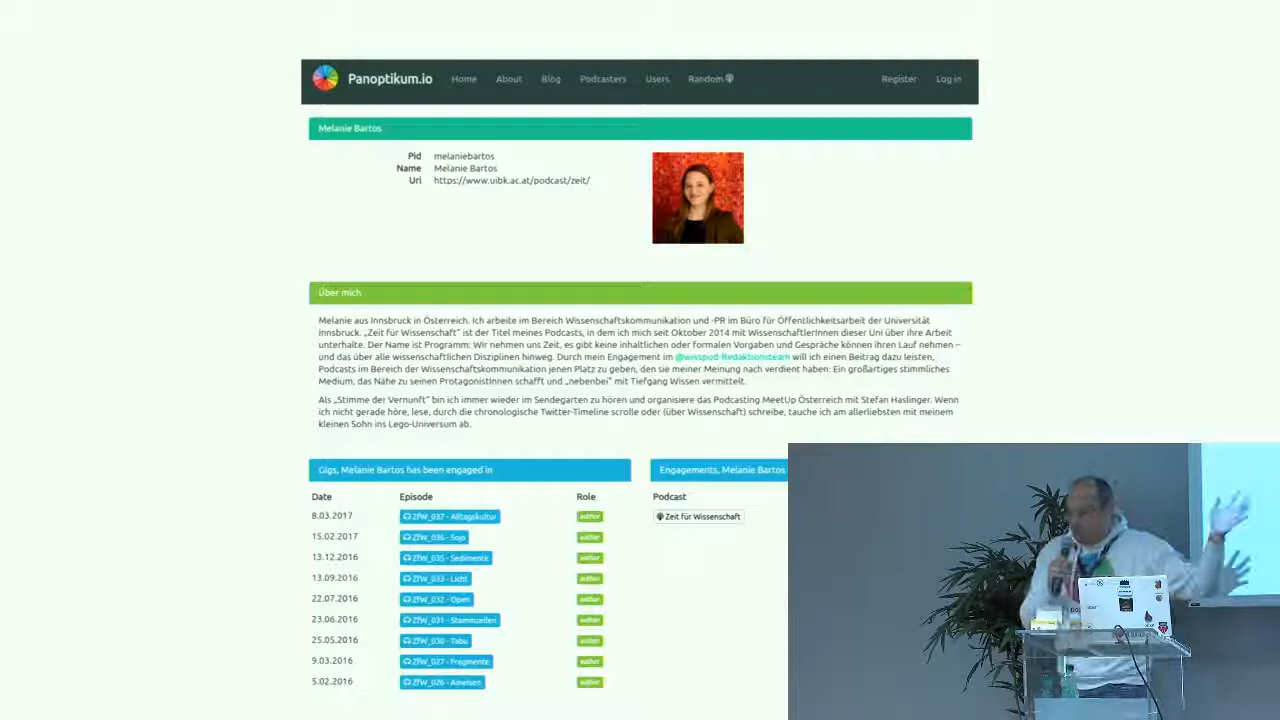 Panoptikum.io Home About Blog Podcasters Users Random Register Log in
Melanie Bartos
Pid melaniebartos
Name Melanie Bartos
Uri https://www.uibk.ac.at/podcast/zeit/
Über mich
Melanie aus Innsbruck in Österreich. Ich arbeite im Bereich Wissenschaftskommunikation und -PR im Büro für Öffentlichkeitsarbeit der Universität
Innsbruck. „Zeit für Wissenschaft“ ist der Titel meines Podcasts, in dem ich mich seit Oktober 2014 mit WissenschaftlerInnen dieser Uni über ihre Arbeit
unterhalte. Der Name ist Programm: Wir nehmen uns Zeit, es gibt keine inhaltlichen oder formalen Vorgaben und Gespräche können ihren Lauf nehmen –
und das über alle wissenschaftlichen Disziplinen hinweg. Durch mein Engagement im @wisspod-Redaktionsteam will ich einen Beitrag dazu leisten,
Podcasts im Bereich der Wissenschaftskommunikation jenen Platz zu geben, den sie meiner Meinung nach verdient haben: Ein großartiges stimmliches
Medium, das Nähe zu seinen ProtagonistInnen schafft und „nebenbei“ mit Tiefgang Wissen vermittelt.
Als „Stimme der Vernunft“ bin ich immer wieder im Sendegarten zu hören und organisiere das Podcasting MeetUp Österreich mit Stefan Haslinger. Wenn
ich nicht gerade höre, lese, durch die chronologische Twitter-Timeline scrolle oder (über Wissenschaft) schreibe, tauche ich am allerliebsten mit meinem
kleinen Sohn ins Lego-Universum ab.
Gigs, Melanie Bartos has been engaged in
Date Episode Role
8.03.2017 ZfW_037 - Alltagskultur author
15.02.2017 ZfW_036 - Soja author
13.12.2016 ZfW_035 - Sedimente author
13.09.2016 ZfW_033 - Licht author
22.07.2016 ZfW_032 - Open author
23.06.2016 ZfW_031 - Stammzellen author
25.05.2016 ZfW_030 - Tabu author
9.03.2016 ZfW_027 - Fragmente author
5.02.2016 ZfW_026 - Ameisen author
Engagements, Melanie Bartos
Podcast
Zeit für Wissenschaft